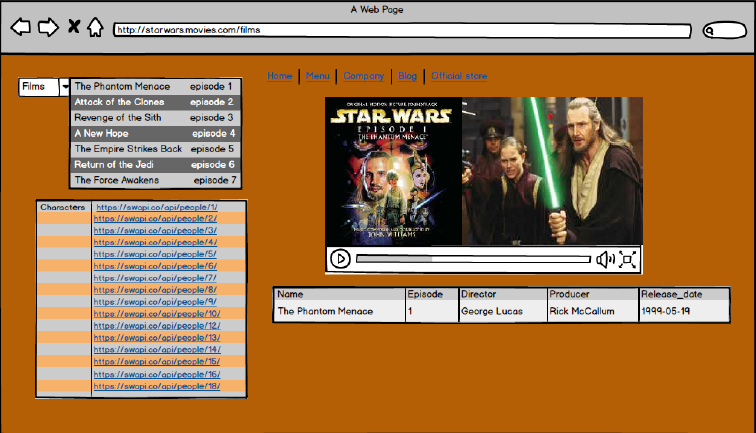 A Web Page
http://starwars.movies.com/films
Home Menu Company Blog Official store
Films
The Phantom Menace episode 1
Attack of the Clones episode 2
Revenge of the Sith episode 3
A New Hope episode 4
The Empire Strikes Back episode 5
Return of the Jedi episode 6
The Force Awakens episode 7
ORIGINAL MOTION PICTURE SOUNDTRACK
STAR WARS
EPISODE I
THE PHANTOM MENACE
JOHN WILLIAMS
Characters https://swapi.co/api/people/1/
https://swapi.co/api/people/2/
https://swapi.co/api/people/3/
https://swapi.co/api/people/4/
https://swapi.co/api/people/5/
https://swapi.co/api/people/6/
https://swapi.co/api/people/7/
https://swapi.co/api/people/8/
https://swapi.co/api/people/9/
https://swapi.co/api/people/10/
https://swapi.co/api/people/12/
https://swapi.co/api/people/13/
https://swapi.co/api/people/14/
https://swapi.co/api/people/15/
https://swapi.co/api/people/16/
https://swapi.co/api/people/18/
Name Episode Director Producer Release_date
The Phantom Menace 1 George Lucas Rick McCallum 1999-05-19